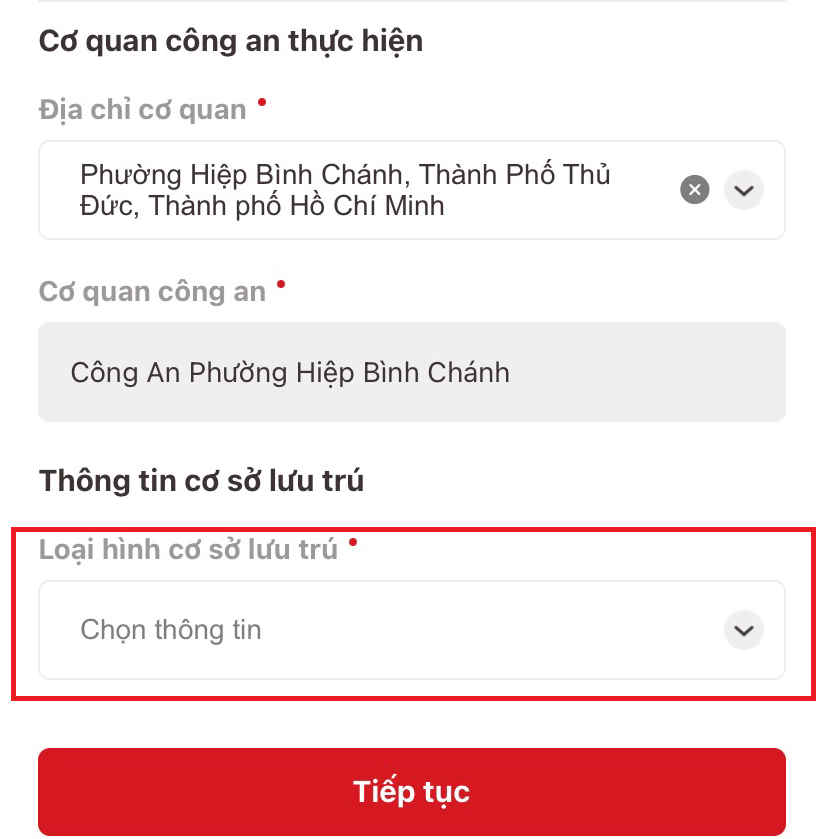 Cơ quan công an thực hiện
Địa chỉ cơ quan
Phường Hiệp Bình Chánh, Thành Phố Thủ
Đức, Thành phố Hồ Chí Minh
Cơ quan công an
Công An Phường Hiệp Bình Chánh
Thông tin cơ sở lưu trú
Loại hình cơ sở lưu trú
Chọn thông tin
Tiếp tục